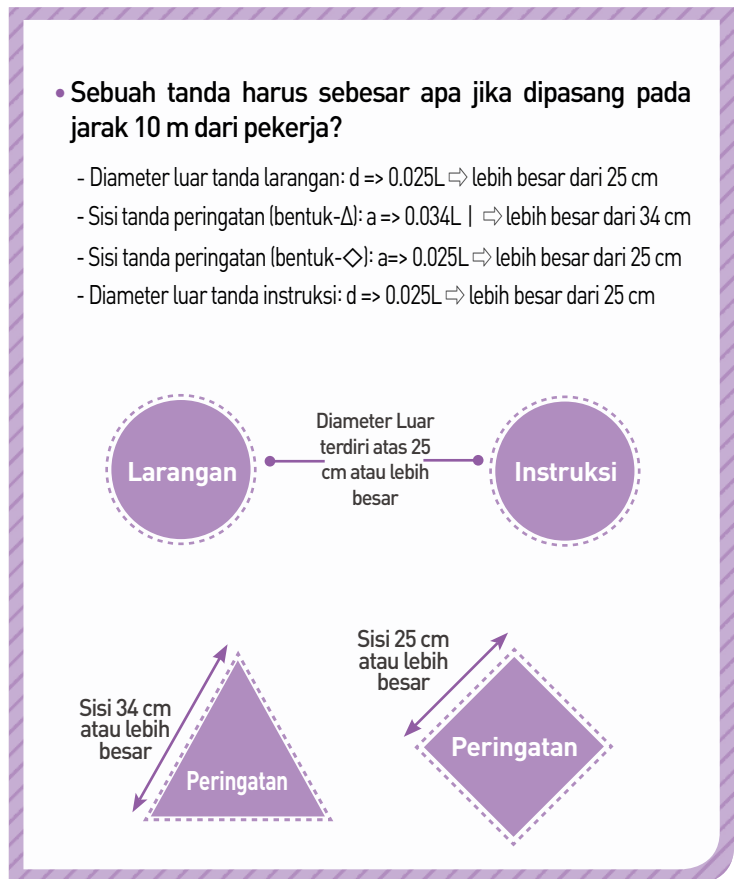 • Sebuah tanda harus sebesar apa jika dipasang pada
jarak 10 m dari pekerja?
- Diameter luar tanda larangan: d => 0.025L ⇨ lebih besar dari 25 cm
- Sisi tanda peringatan (bentuk-Δ): a => 0.034L | ⇨ lebih besar dari 34 cm
- Sisi tanda peringatan (bentuk-◇): a=> 0.025L ⇨ lebih besar dari 25 cm
- Diameter luar tanda instruksi: d => 0.025L ⇨ lebih besar dari 25 cm
Larangan
Diameter Luar
terdiri atas 25
cm atau lebih
besar
Instruksi
Sisi 34 cm
atau lebih
besar
Peringatan
Sisi 25 cm
atau lebih
besar
Peringatan